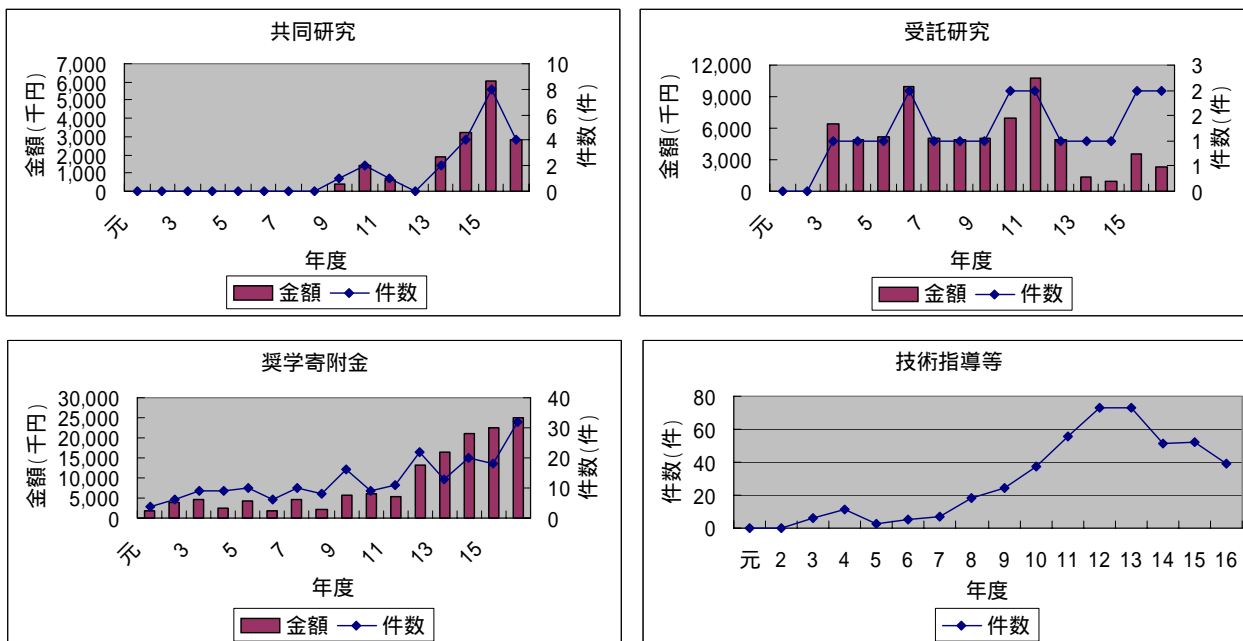 共同研究
金額(千円)
7,000
6,000
5,000
4,000
3,000
2,000
1,000
0
10
8
6
4
2
0
件数(件)
元 3 5 7 9 11 13 15
年度
金額 件数
受託研究
金額(千円)
12,000
9,000
6,000
3,000
0
3
2
2
1
1
0
件数(件)
元 3 5 7 9 11 13 15
年度
金額 件数
奨学寄附金
金額(千円)
30,000
25,000
20,000
15,000
10,000
5,000
0
40
30
20
10
0
件数(件)
元 3 5 7 9 11 13 15
年度
金額 件数
技術指導等
件数(件)
80
60
40
20
0
元 2 3 4 5 6 7 8 9 10 11 12 13 14 15 16
年度
件数